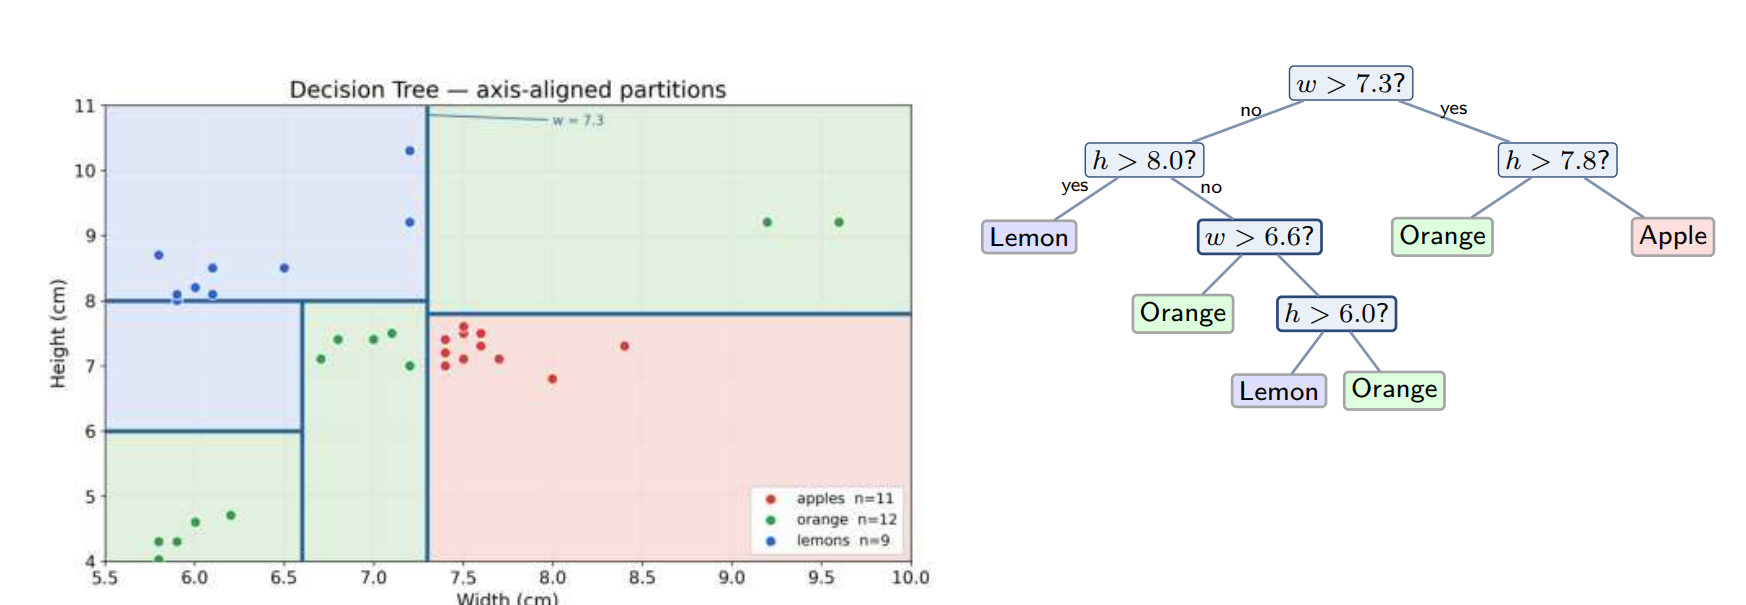 Decision Tree — axis-aligned partitions
11
10
9
8
7
6
5
4
Height (cm)
w = 7.3
apples n=11
orange n=12
lemons n=9
5.5 6.0 6.5 7.0 7.5 8.0 8.5 9.0 9.5 10.0
Width (cm)
w > 7.3?
no yes
h > 8.0? h > 7.8?
yes no
Lemon w > 6.6? Orange Apple
Orange h > 6.0?
Lemon Orange